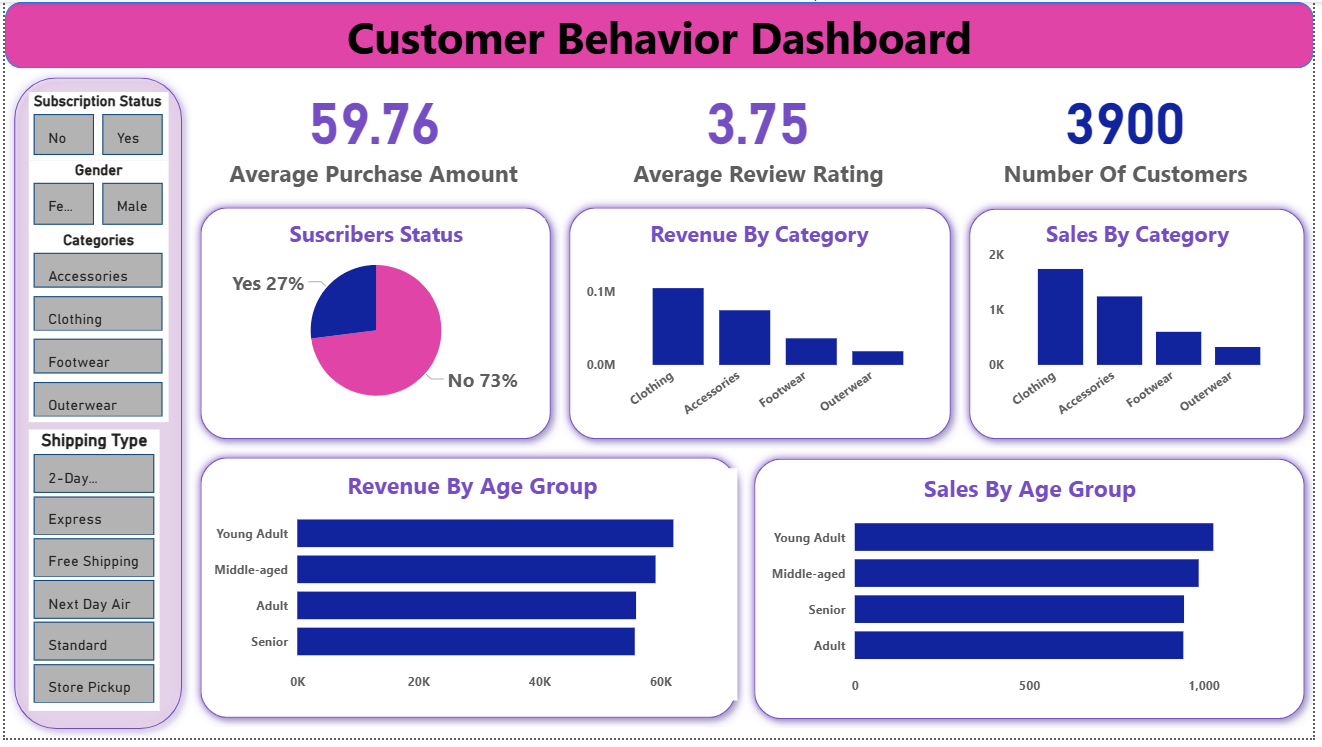 Customer Behavior Dashboard
Subscription Status
No
Yes
Gender
Fe...
Male
Categories
Accessories
Clothing
Footwear
Outerwear
Shipping Type
2-Day...
Express
Free Shipping
Next Day Air
Standard
Store Pickup
59.76
Average Purchase Amount
3.75
Average Review Rating
3900
Number Of Customers
Suscribers Status
Yes 27%
No 73%
Revenue By Category
0.1M
0.0M
Clothing
Accessories
Footwear
Outerwear
Sales By Category
2K
1K
0K
Clothing
Accessories
Footwear
Outerwear
Revenue By Age Group
Young Adult
Middle-aged
Adult
Senior
0K
20K
40K
60K
Sales By Age Group
Young Adult
Middle-aged
Senior
Adult
0
500
1,000